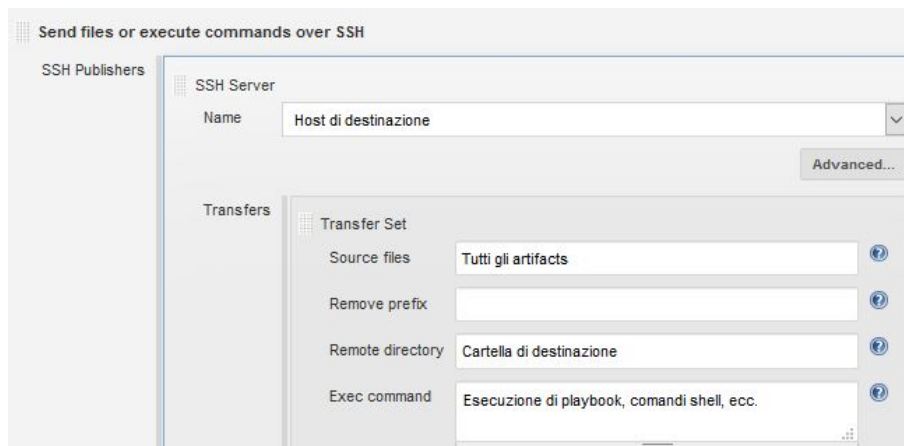 Send files or execute commands over SSH
SSH Publishers
SSH Server
Name Host di destinazione
Advanced...
Transfers
Transfer Set
Source files Tutti gli artifacts
Remove prefix
Remote directory Cartella di destinazione
Exec command Esecuzione di playbook, comandi shell, ecc.